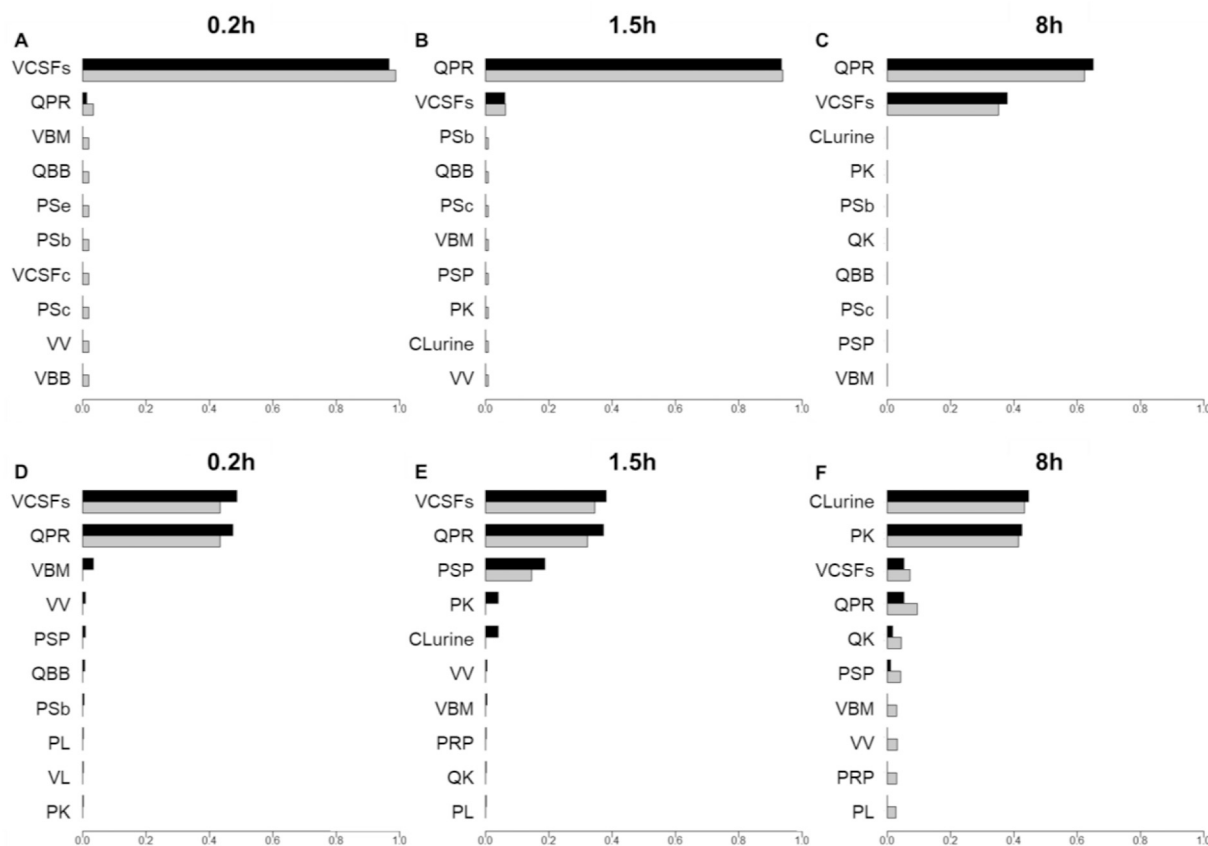 A 0.2h
VCSFs
QPR
VBM
QBB
PSe
PSb
VCSFc
PSc
VV
VBB
0.0 0.2 0.4 0.6 0.8 1.0
B 1.5h
QPR
VCSFs
PSb
QBB
PSc
VBM
PSP
PK
CLurine
VV
0.0 0.2 0.4 0.6 0.8 1.0
C 8h
QPR
VCSFs
CLurine
PK
PSb
QK
QBB
PSc
PSP
VBM
0.0 0.2 0.4 0.6 0.8 1.0
D 0.2h
VCSFs
QPR
VBM
VV
PSP
QBB
PSb
PL
VL
PK
0.0 0.2 0.4 0.6 0.8 1.0
E 1.5h
VCSFs
QPR
PSP
PK
CLurine
VV
VBM
PRP
QK
PL
0.0 0.2 0.4 0.6 0.8 1.0
F 8h
CLurine
PK
VCSFs
QPR
QK
PSP
VBM
VV
PRP
PL
0.0 0.2 0.4 0.6 0.8 1.0